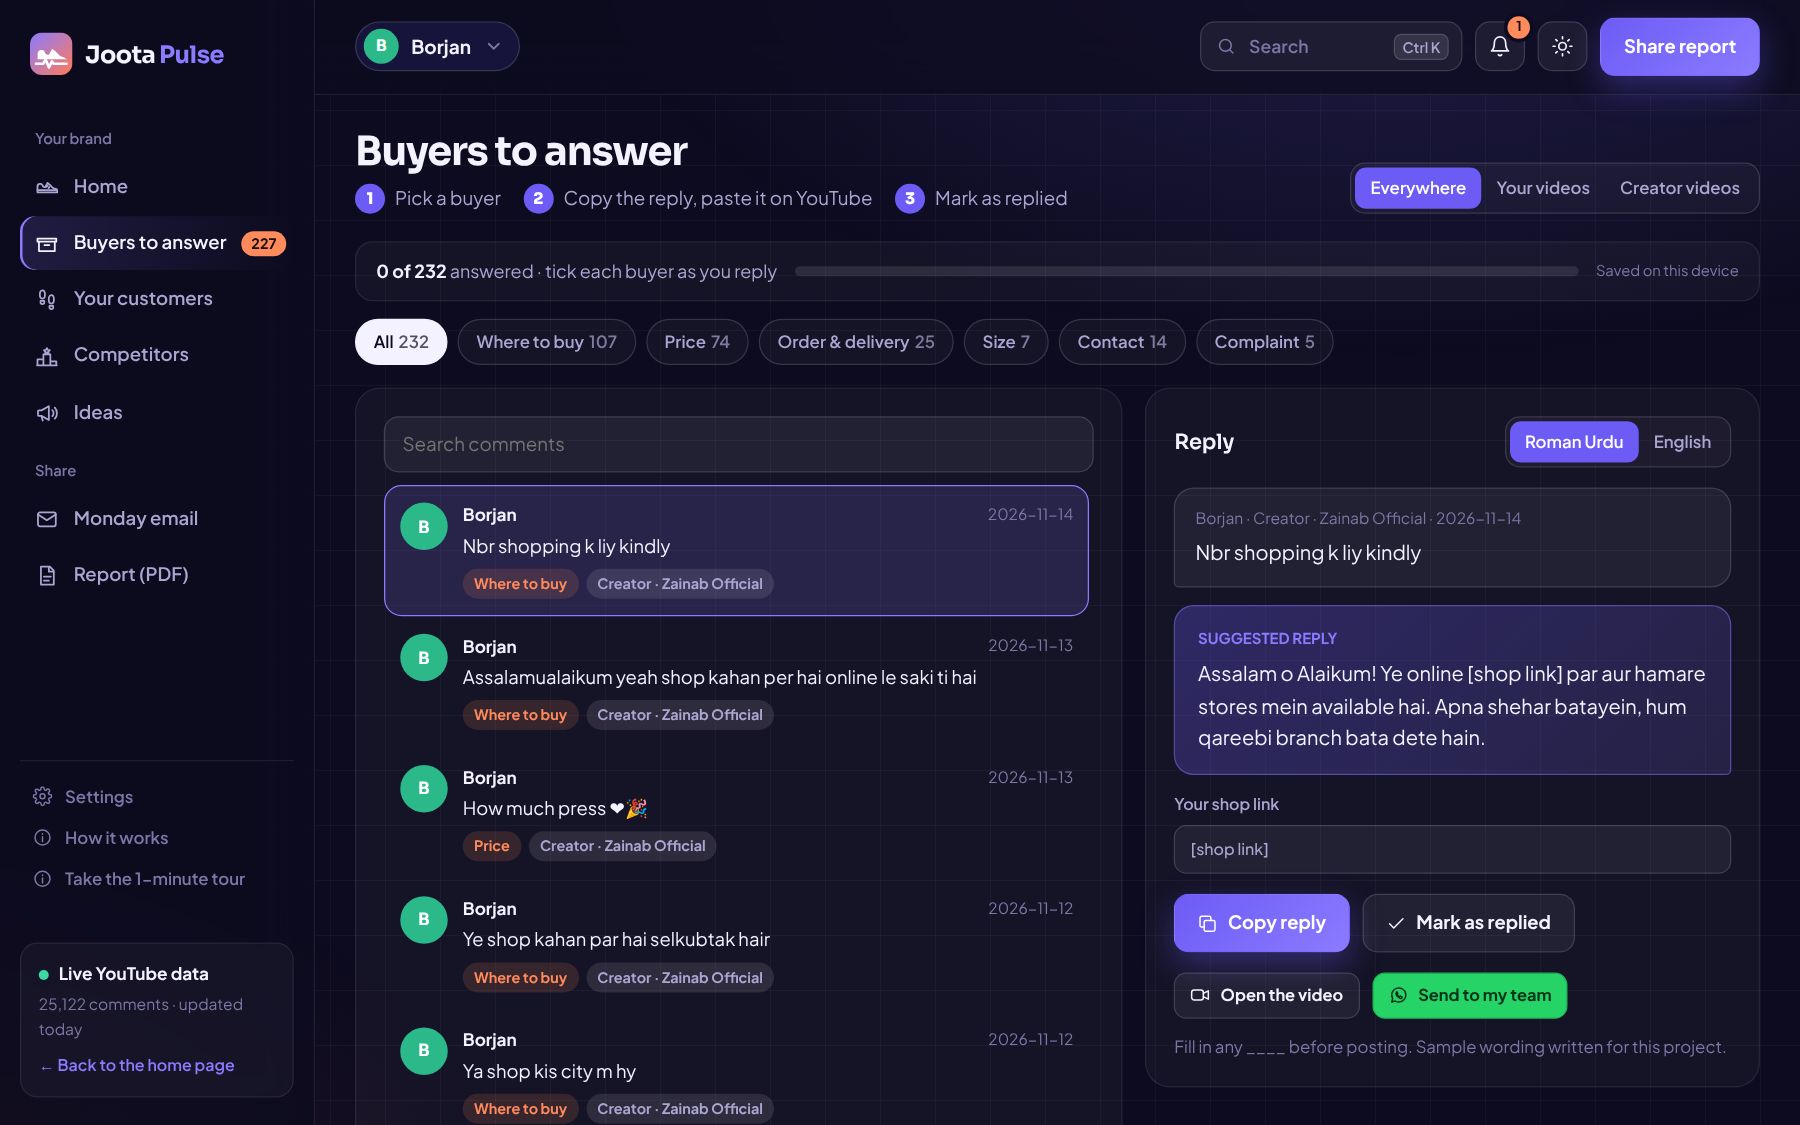 Joota Pulse
Your brand
Home
Buyers to answer 227
Your customers
Competitors
Ideas
Share
Monday email
Report (PDF)
Settings
How it works
Take the 1-minute tour
Live YouTube data
25,122 comments · updated
today
← Back to the home page
B Borjan
Search Ctrl K
1
Share report
Buyers to answer
1 Pick a buyer 2 Copy the reply, paste it on YouTube 3 Mark as replied
Everywhere Your videos Creator videos
0 of 232 answered · tick each buyer as you reply Saved on this device
All 232 Where to buy 107 Price 74 Order & delivery 25 Size 7 Contact 14 Complaint 5
Search comments
B Borjan 2026-11-14
Nbr shopping k liy kindly
Where to buy Creator · Zainab Official
B Borjan 2026-11-13
Assalamualaikum yeah shop kahan per hai online le saki ti hai
Where to buy Creator · Zainab Official
B Borjan 2026-11-13
How much press ❤🎉
Price Creator · Zainab Official
B Borjan 2026-11-12
Ye shop kahan par hai selkubtak hair
Where to buy Creator · Zainab Official
B Borjan 2026-11-12
Ya shop kis city m hy
Where to buy Creator · Zainab Official
Reply
Roman Urdu English
Borjan · Creator · Zainab Official · 2026-11-14
Nbr shopping k liy kindly
SUGGESTED REPLY
Assalam o Alaikum! Ye online [shop link] par aur hamare
stores mein available hai. Apna shehar batayein, hum
qareebi branch bata dete hain.
Your shop link
[shop link]
Copy reply Mark as replied
Open the video Send to my team
Fill in any ____ before posting. Sample wording written for this project.